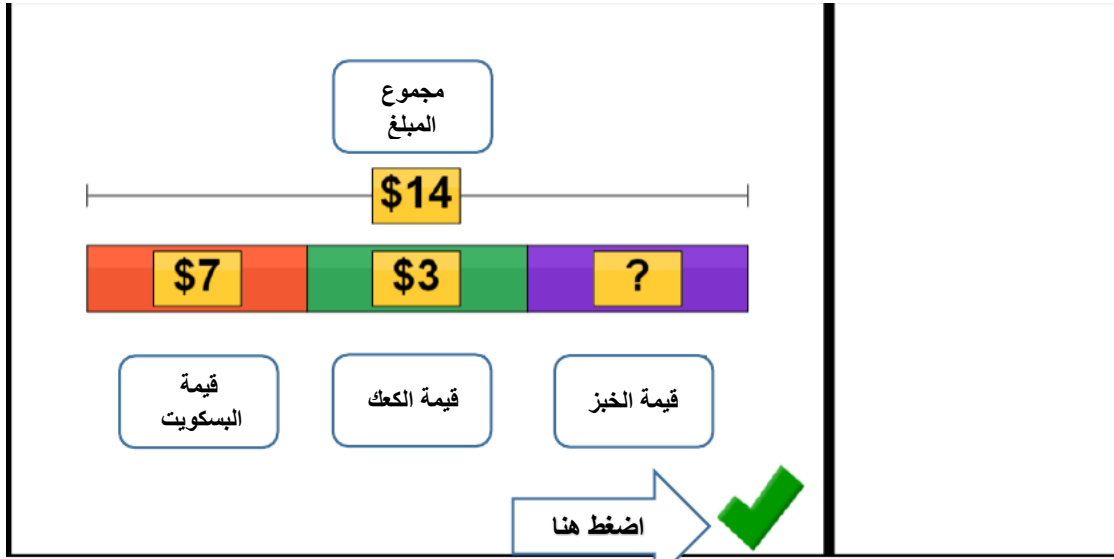 مجموع
المبلغ
$14
$7
$3
?
قيمة
البسكويت
قيمة الكعك
قيمة الخبز
اضغط هنا